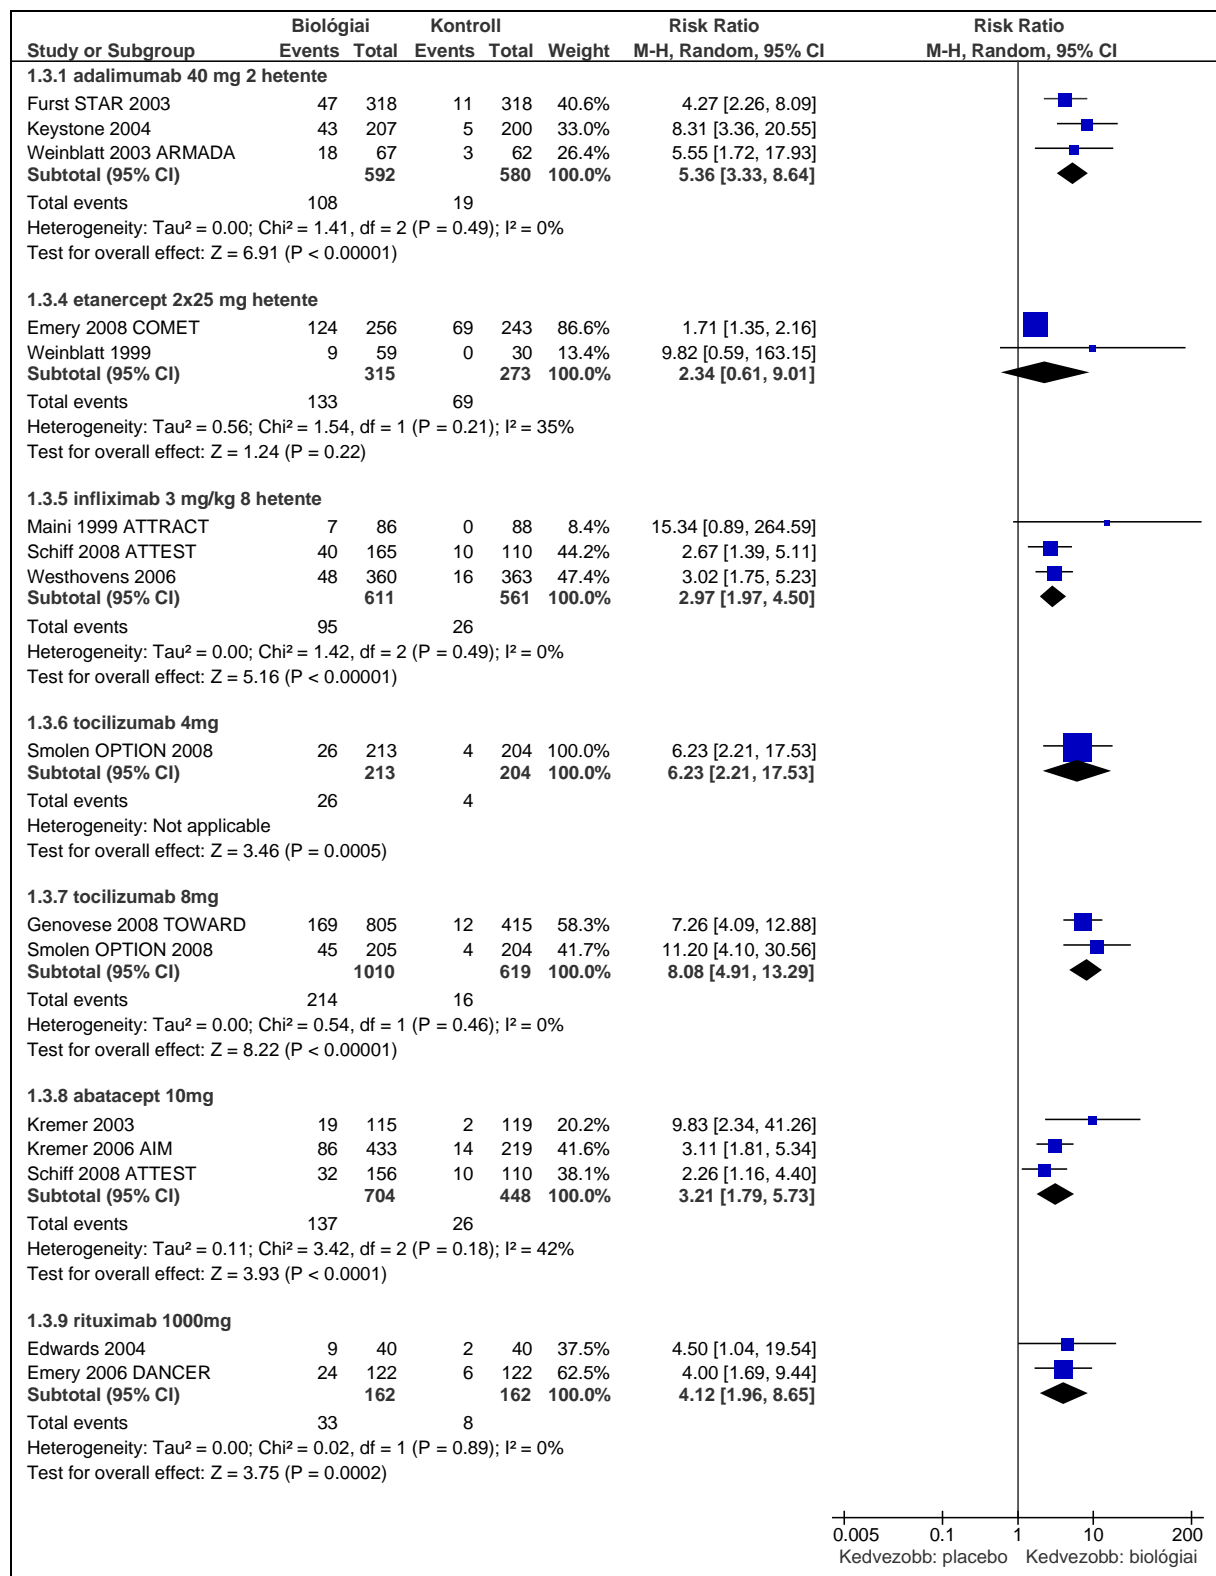 Biológiai Kontroll Risk Ratio Risk Ratio
Study or Subgroup Events Total Events Total Weight M-H, Random, 95% CI M-H, Random, 95% CI
1.3.1 adalimumab 40 mg 2 hetente
Furst STAR 2003 47 318 11 318 40.6% 4.27 [2.26, 8.09]
Keystone 2004 43 207 5 200 33.0% 8.31 [3.36, 20.55]
Weinblatt 2003 ARMADA 18 67 3 62 26.4% 5.55 [1.72, 17.93]
Subtotal (95% CI) 592 580 100.0% 5.36 [3.33, 8.64]
Total events 108 19
Heterogeneity: Tau² = 0.00; Chi² = 1.41, df = 2 (P = 0.49); I² = 0%
Test for overall effect: Z = 6.91 (P < 0.00001)
1.3.4 etanercept 2x25 mg hetente
Emery 2008 COMET 124 256 69 243 86.6% 1.71 [1.35, 2.16]
Weinblatt 1999 9 59 0 30 13.4% 9.82 [0.59, 163.15]
Subtotal (95% CI) 315 273 100.0% 2.34 [0.61, 9.01]
Total events 133 69
Heterogeneity: Tau² = 0.56; Chi² = 1.54, df = 1 (P = 0.21); I² = 35%
Test for overall effect: Z = 1.24 (P = 0.22)
1.3.5 infliximab 3 mg/kg 8 hetente
Maini 1999 ATTRACT 7 86 0 88 8.4% 15.34 [0.89, 264.59]
Schiff 2008 ATTEST 40 165 10 110 44.2% 2.67 [1.39, 5.11]
Westhovens 2006 48 360 16 363 47.4% 3.02 [1.75, 5.23]
Subtotal (95% CI) 611 561 100.0% 2.97 [1.97, 4.50]
Total events 95 26
Heterogeneity: Tau² = 0.00; Chi² = 1.42, df = 2 (P = 0.49); I² = 0%
Test for overall effect: Z = 5.16 (P < 0.00001)
1.3.6 tocilizumab 4mg
Smolen OPTION 2008 26 213 4 204 100.0% 6.23 [2.21, 17.53]
Subtotal (95% CI) 213 204 100.0% 6.23 [2.21, 17.53]
Total events 26 4
Heterogeneity: Not applicable
Test for overall effect: Z = 3.46 (P = 0.0005)
1.3.7 tocilizumab 8mg
Genovese 2008 TOWARD 169 805 12 415 58.3% 7.26 [4.09, 12.88]
Smolen OPTION 2008 45 205 4 204 41.7% 11.20 [4.10, 30.56]
Subtotal (95% CI) 1010 619 100.0% 8.08 [4.91, 13.29]
Total events 214 16
Heterogeneity: Tau² = 0.00; Chi² = 0.54, df = 1 (P = 0.46); I² = 0%
Test for overall effect: Z = 8.22 (P < 0.00001)
1.3.8 abatacept 10mg
Kremer 2003 19 115 2 119 20.2% 9.83 [2.34, 41.26]
Kremer 2006 AIM 86 433 14 219 41.6% 3.11 [1.81, 5.34]
Schiff 2008 ATTEST 32 156 10 110 38.1% 2.26 [1.16, 4.40]
Subtotal (95% CI) 704 448 100.0% 3.21 [1.79, 5.73]
Total events 137 26
Heterogeneity: Tau² = 0.11; Chi² = 3.42, df = 2 (P = 0.18); I² = 42%
Test for overall effect: Z = 3.93 (P < 0.0001)
1.3.9 rituximab 1000mg
Edwards 2004 9 40 2 40 37.5% 4.50 [1.04, 19.54]
Emery 2006 DANCER 24 122 6 122 62.5% 4.00 [1.69, 9.44]
Subtotal (95% CI) 162 162 100.0% 4.12 [1.96, 8.65]
Total events 33 8
Heterogeneity: Tau² = 0.00; Chi² = 0.02, df = 1 (P = 0.89); I² = 0%
Test for overall effect: Z = 3.75 (P = 0.0002)
0.005 0.1 1 10 200
Kedvezobb: placebo Kedvezobb: biológiai